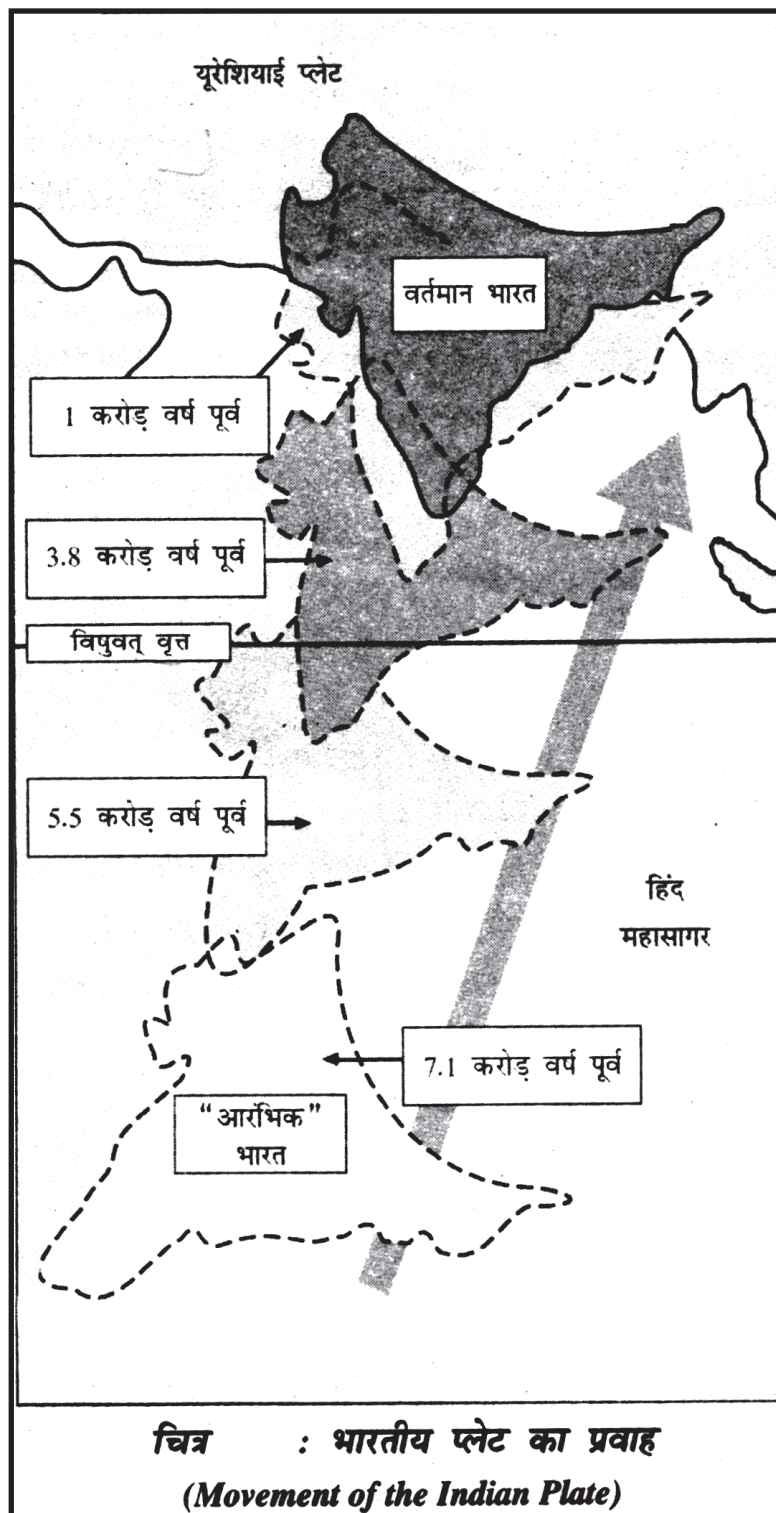 यूरेशियाई प्लेट
वर्तमान भारत
1 करोड़ वर्ष पूर्व
3.8 करोड़ वर्ष पूर्व
विषुवत् वृत्त
5.5 करोड़ वर्ष पूर्व
हिंद
महासागर
7.1 करोड़ वर्ष पूर्व
“आरंभिक”
भारत
चित्र : भारतीय प्लेट का प्रवाह
(Movement of the Indian Plate)